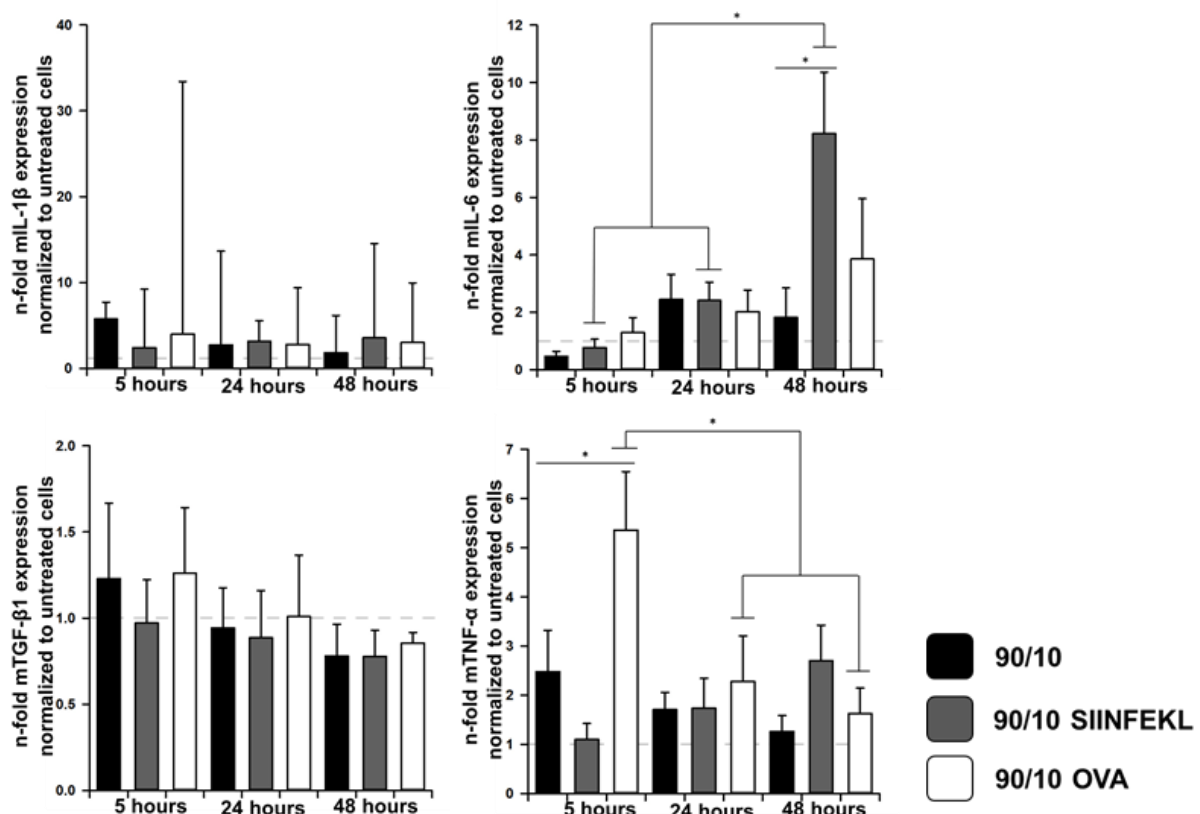 n-fold mIL-1β expression
normalized to untreated cells
40
30
20
10
0
5 hours 24 hours 48 hours
n-fold mIL-6 expression
normalized to untreated cells
12
10
8
6
4
2
0
*
*
5 hours 24 hours 48 hours
n-fold mTGF-β1 expression
normalized to untreated cells
2.0
1.5
1.0
0.5
0.0
5 hours 24 hours 48 hours
n-fold mTNF-α expression
normalized to untreated cells
7
6
5
4
3
2
1
0
*
*
5 hours 24 hours 48 hours
90/10
90/10 SIINFEKL
90/10 OVA